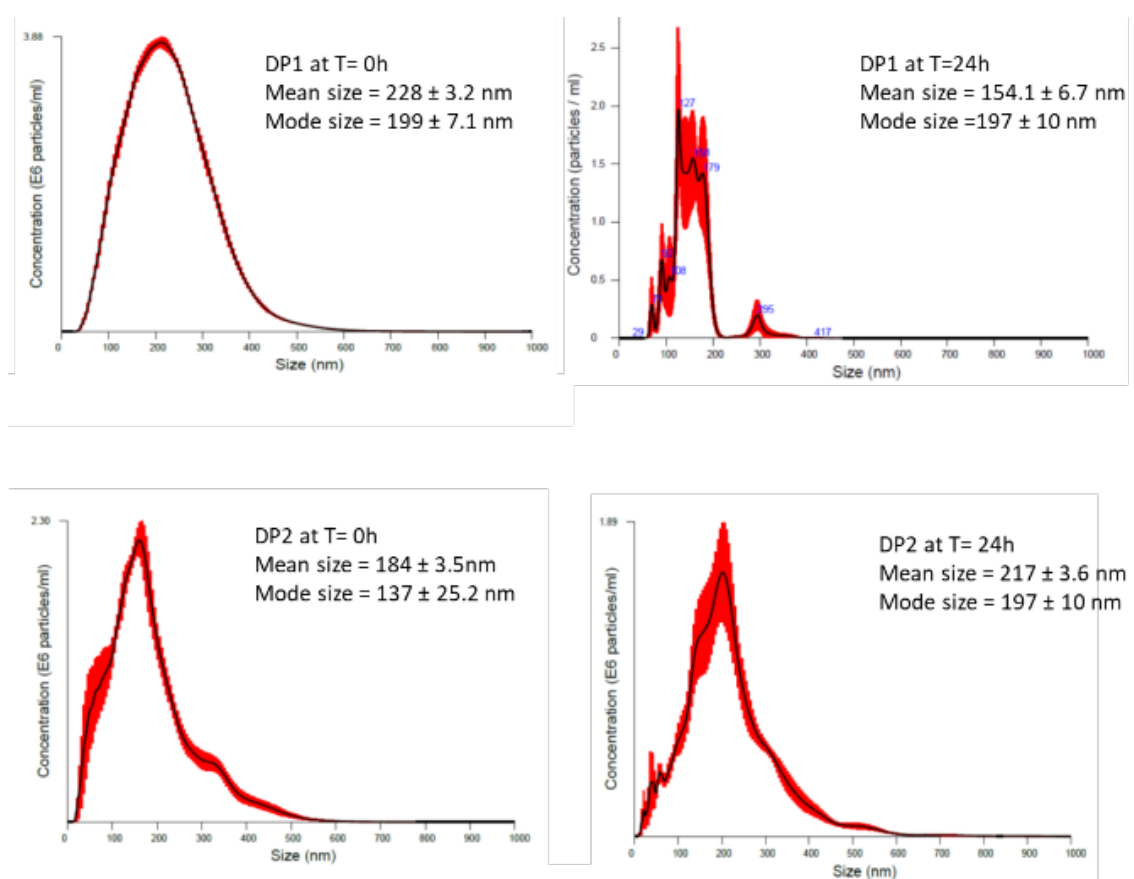 3.88
Concentration (E6 particles/ml)
DP1 at T= 0h
Mean size = 228 ± 3.2 nm
Mode size = 199 ± 7.1 nm
0 100 200 300 400 500 600 700 800 900 1000
Size (nm)
Concentration (particles / ml)
2.5
2.0
1.5
1.0
0.5
0
DP1 at T=24h
Mean size = 154.1 ± 6.7 nm
Mode size =197 ± 10 nm
127
179
108
29
295
417
0 100 200 300 400 500 600 700 800 900 1000
Size (nm)
2.30
Concentration (E6 particles/ml)
DP2 at T= 0h
Mean size = 184 ± 3.5nm
Mode size = 137 ± 25.2 nm
0 100 200 300 400 500 600 700 800 900 1000
Size (nm)
1.89
Concentration (E6 particles/ml)
DP2 at T= 24h
Mean size = 217 ± 3.6 nm
Mode size = 197 ± 10 nm
0 100 200 300 400 500 600 700 800 900 1000
Size (nm)